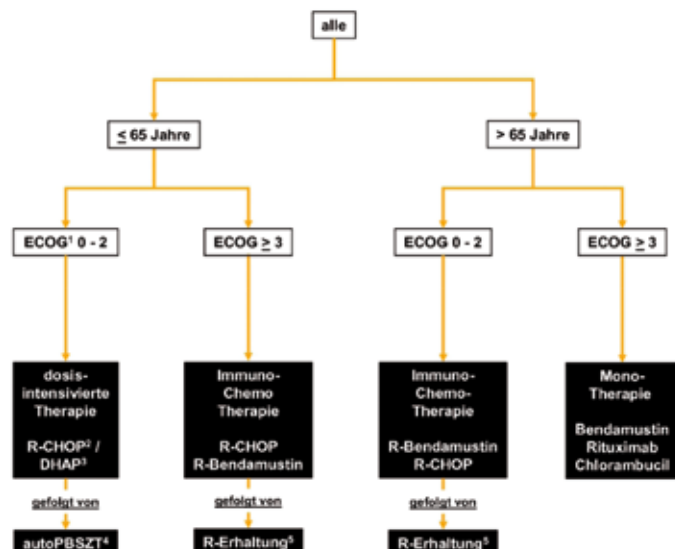 alle
≤ 65 Jahre
> 65 Jahre
ECOG¹ 0 - 2
ECOG ≥ 3
ECOG 0 - 2
ECOG ≥ 3
dosis-
intensivierte
Therapie
R-CHOP² /
DHAP³
Immuno-
Chemo
Therapie
R-CHOP
R-Bendamustin
Immuno-
Chemo-
Therapie
R-Bendamustin
R-CHOP
Mono-
Therapie
Bendamustin
Rituximab
Chlorambucil
gefolgt von
gefolgt von
gefolgt von
autoPBSZT⁴
R-Erhaltung⁵
R-Erhaltung⁵